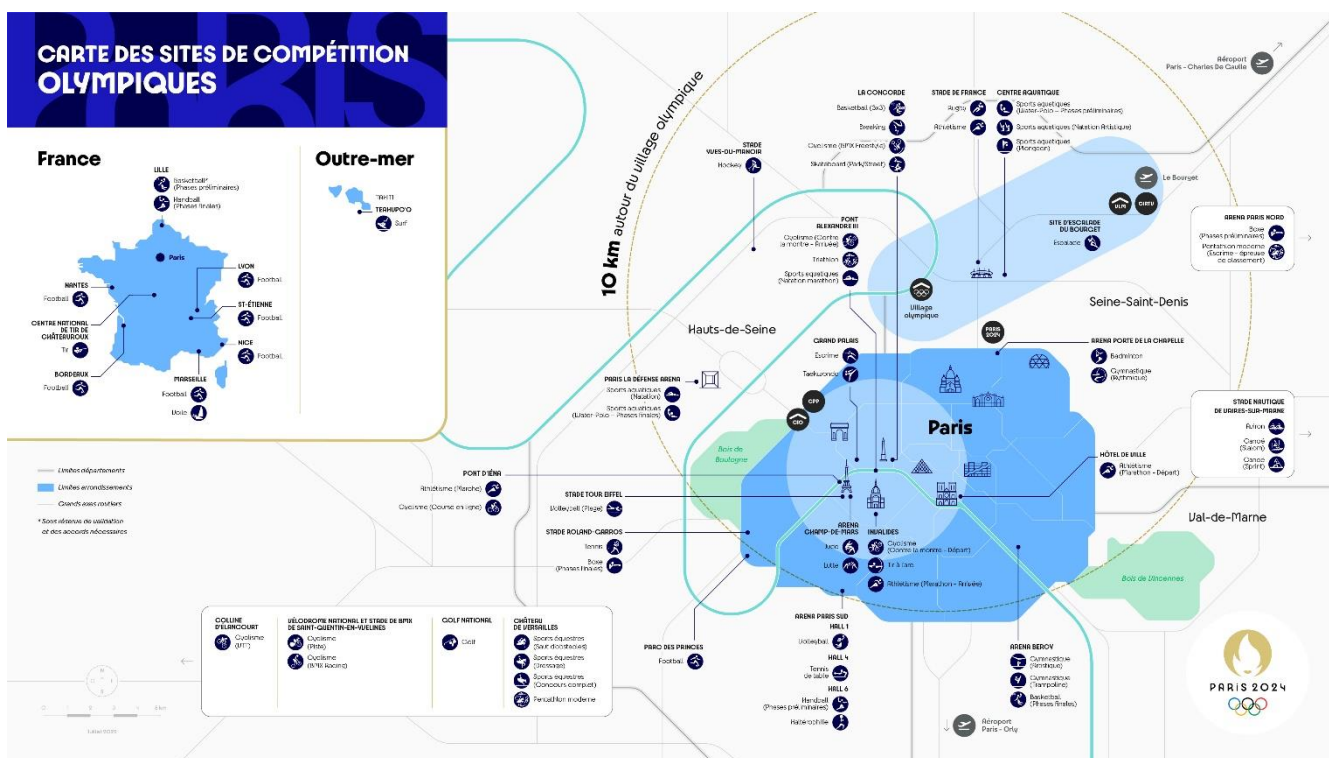 CARTE DES SITES DE COMPÉTITION
OLYMPIQUES
France
LILLE
Basketball*
(Phases préliminaires)
Handball
(Phases finales)
Paris
LYON
Football
NANTES
Football
ST-ÉTIENNE
Football
CENTRE NATIONAL
DE TIR DE
CHÂTEAUROUX
Tir
NICE
Football
BORDEAUX
Football
MARSEILLE
Football
Voile
Outre-mer
TAHITI
TEAHUPO'O
Surf
Limites départements
Limites arrondissements
Grands axes routiers
* Sous réserve de validation
et des accords nécessaires
10 km autour du village olympique
STADE
YVES-DU-MANOIR
Hockey
LA CONCORDE
Basketball (3x3)
Breaking
Cyclisme (BMX Freestyle)
Skateboard (Park/Street)
STADE DE FRANCE
Rugby
Athlétisme
CENTRE AQUATIQUE
Sports aquatiques
(Water-Polo – Phases préliminaires)
Sports aquatiques (Natation Artistique)
Sports aquatiques
(Plongeon)
Aéroport
Paris - Charles De Gaulle
Le Bourget
SITE D'ESCALADE
DU BOURGET
Escalade
ARENA PARIS NORD
Boxe
(Phases préliminaires)
Pentathlon moderne
(Escrime - épreuve
de classement)
PONT
ALEXANDRE III
Cyclisme (Contre
la montre - Arrivée)
Triathlon
Sports aquatiques
(Natation marathon)
Village
olympique
Seine-Saint-Denis
Hauts-de-Seine
PARIS
2024
GRAND PALAIS
Escrime
Taekwondo
ARENA PORTE DE LA CHAPELLE
Badminton
Gymnastique
(Rythmique)
PARIS LA DÉFENSE ARENA
Sports aquatiques
(Natation)
Sports aquatiques
(Water-Polo – Phases finales)
CIO
STADE NAUTIQUE
DE VAIRES-SUR-MARNE
Aviron
Canoë
(Slalom)
Canoë
(Sprint)
Bois de
Boulogne
Paris
HÔTEL DE VILLE
Athlétisme
(Marathon - Départ)
PONT D'IÉNA
Athlétisme (Marche)
Cyclisme (Course en ligne)
STADE TOUR EIFFEL
Volleyball (Plage)
STADE ROLAND-GARROS
Tennis
Boxe
(Phases finales)
ARENA
CHAMP-DE-MARS
Judo
Lutte
INVALIDES
Cyclisme
(Contre la montre - Départ)
Tir à l'arc
Athlétisme (Marathon - Arrivée)
Val-de-Marne
Bois de Vincennes
COLLINE
D'ÉLANCOURT
Cyclisme
(VTT)
VÉLODROME NATIONAL ET STADE DE BMX
DE SAINT-QUENTIN-EN-YVELINES
Cyclisme
(Piste)
Cyclisme
(BMX Racing)
GOLF NATIONAL
Golf
CHÂTEAU
DE VERSAILLES
Sports équestres
(Saut d'obstacles)
Sports équestres
(Dressage)
Sports équestres
(Concours complet)
Pentathlon moderne
PARC DES PRINCES
Football
ARENA PARIS SUD
HALL 1
Volleyball
HALL 4
Tennis
de table
HALL 6
Handball
(Phases préliminaires)
Haltérophilie
ARENA BERCY
Gymnastique
(Artistique)
Gymnastique
(Trampoline)
Basketball
(Phases finales)
Aéroport
Paris - Orly
PARIS 2024